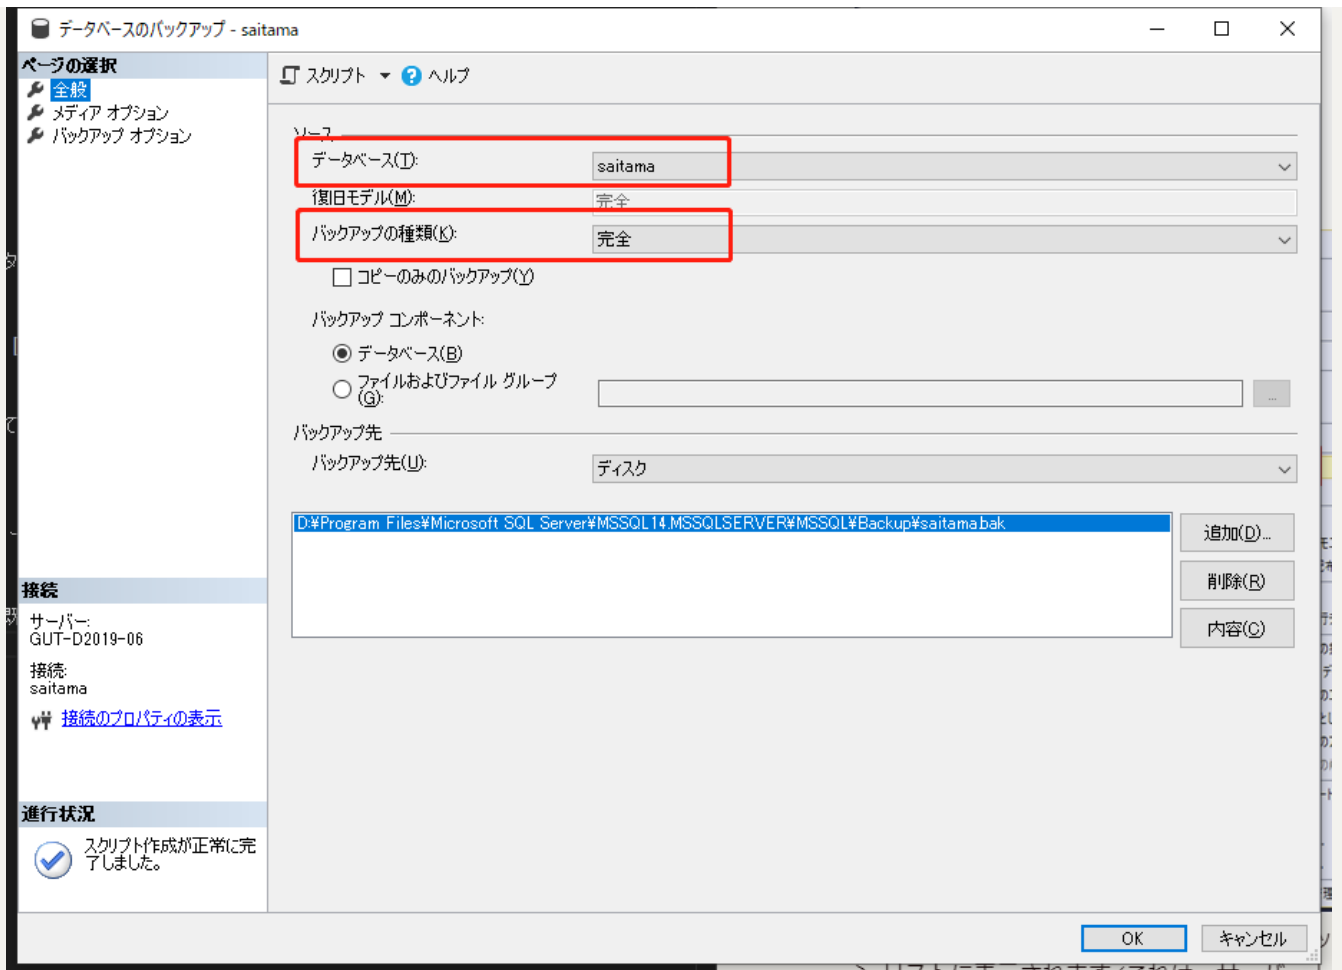 データベースのバックアップ - saitama
ページの選択
全般
メディア オプション
バックアップ オプション
スクリプト
ヘルプ
ソース
データベース(T):
saitama
復旧モデル(M):
完全
バックアップの種類(K):
完全
コピーのみのバックアップ(Y)
バックアップ コンポーネント:
データベース(B)
ファイルおよびファイル グループ
(G):
...
バックアップ先
バックアップ先(U):
ディスク
D:¥Program Files¥Microsoft SQL Server¥MSSQL14.MSSQLSERVER¥MSSQL¥Backup¥saitama.bak
追加(D)...
削除(R)
内容(C)
接続
サーバー:
GUT-D2019-06
接続:
saitama
接続のプロパティの表示
進行状況
スクリプト作成が正常に完
了しました。
OK
キャンセル